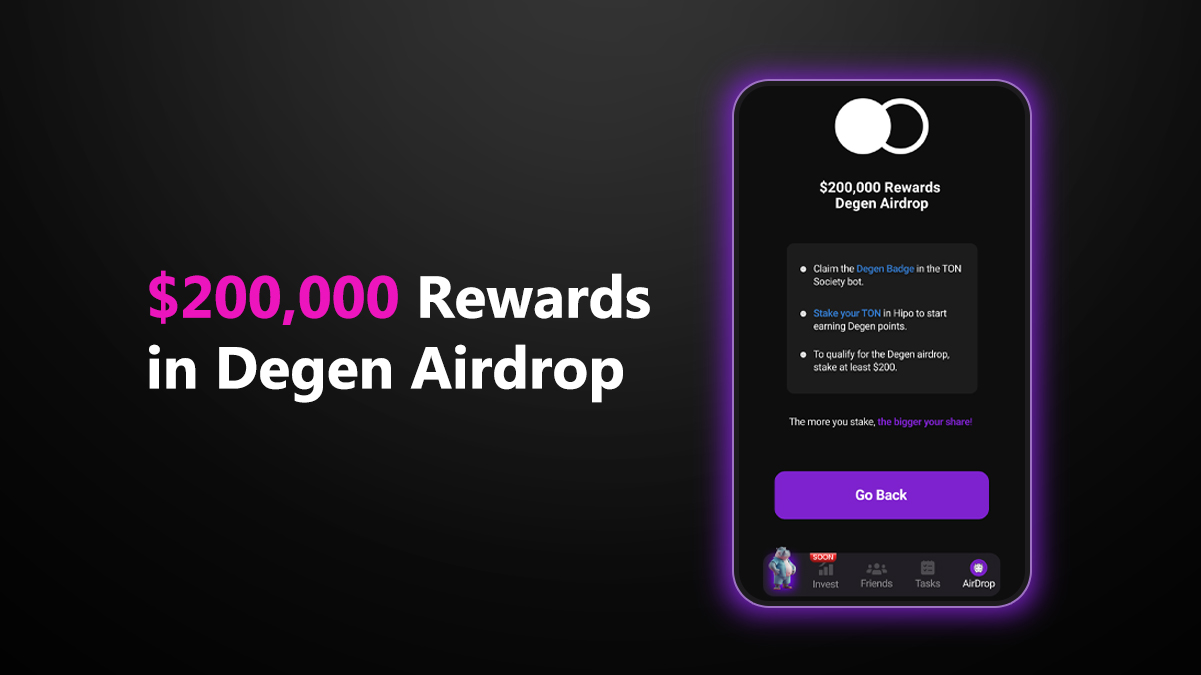 $200,000 Rewards
in Degen Airdrop
$200,000 Rewards
Degen Airdrop
Claim the Degen Badge in the TON
Society bot.
Stake your TON in Hipo to start
earning Degen points.
To qualify for the Degen airdrop,
stake at least $200.
The more you stake, the bigger your share!
Go Back
SOON
Invest
Friends
Tasks
AirDrop